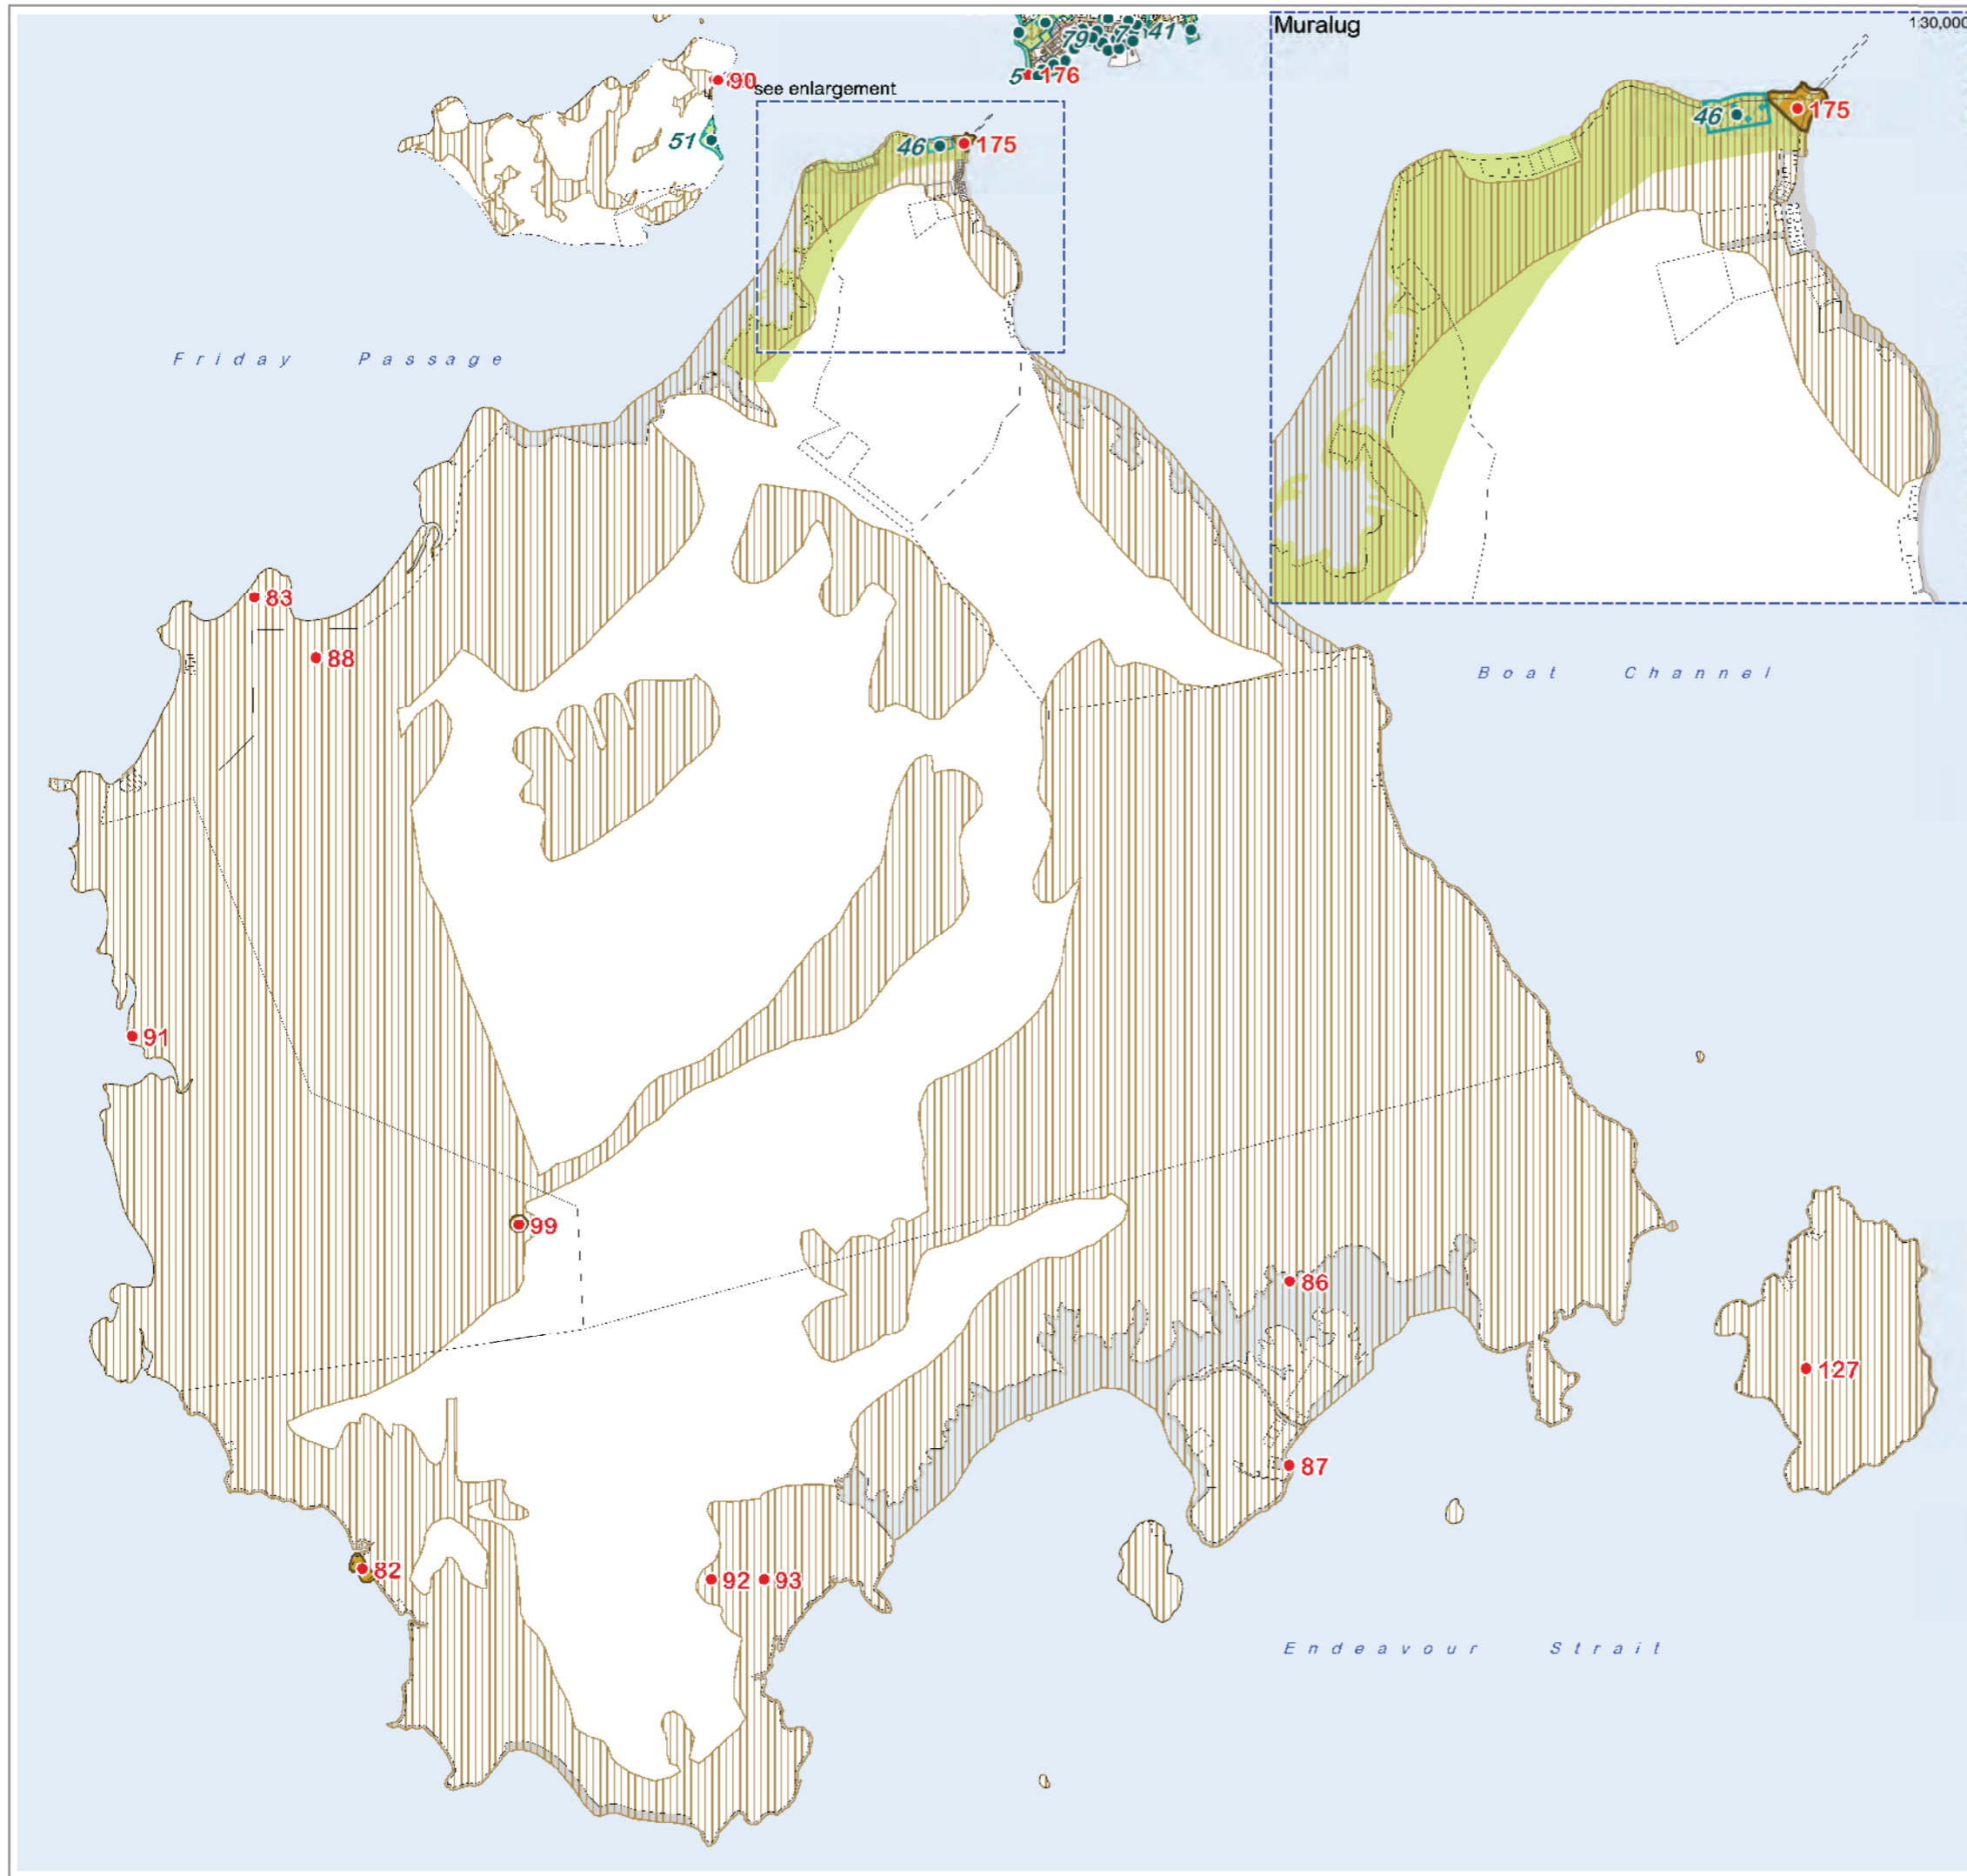 Muralug
1:30,000
79 7 41
5 176
90
see enlargement
51
46 175
46 175
Friday Passage
83
88
Boat Channel
91
99
86
127
87
82
92 93
Endeavour Strait